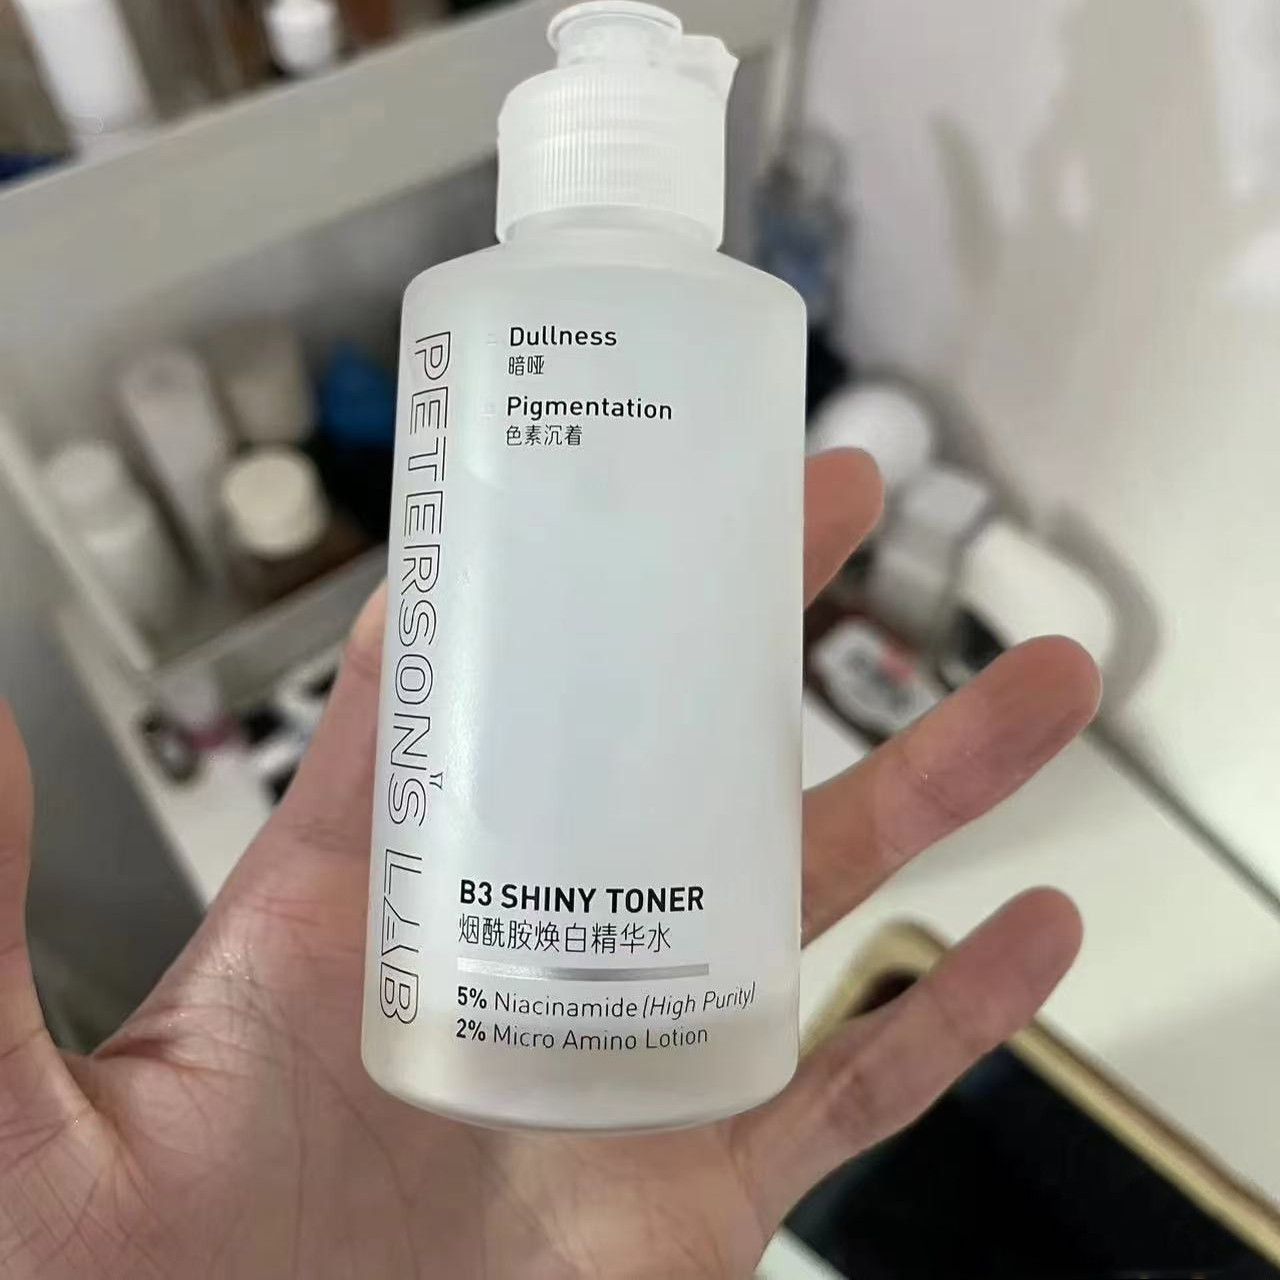 Dullness
暗哑
Pigmentation
色素沉着
PETERSON'S LAB
B3 SHINY TONER
烟酰胺焕白精华水
5% Niacinamide (High Purity)
2% Micro Amino Lotion